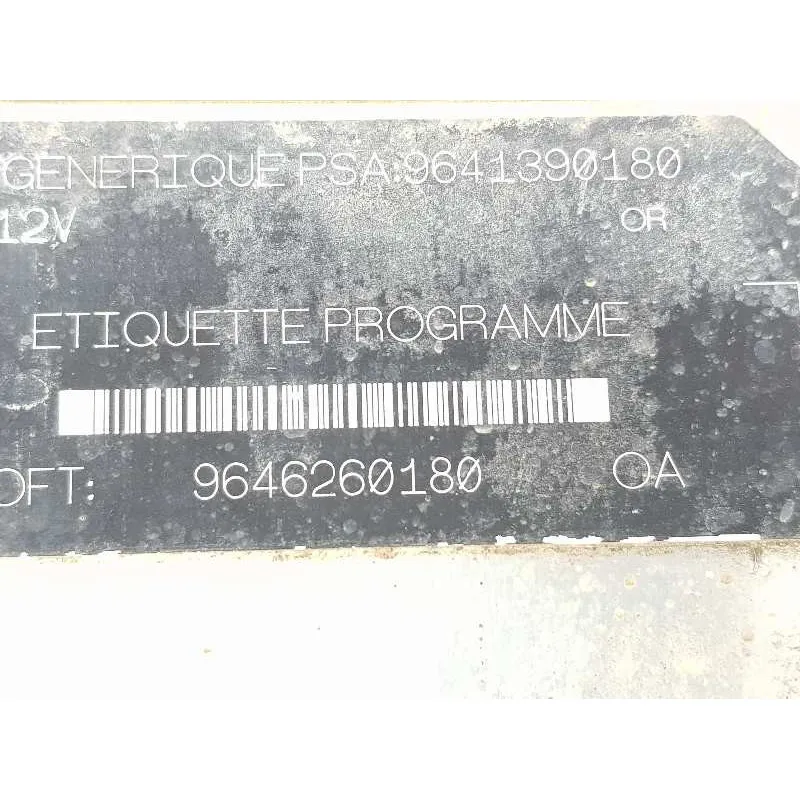 GENERIQUE PSA:9641390180
12V OR
ETIQUETTE PROGRAMME
OFT: 9646260180 OA